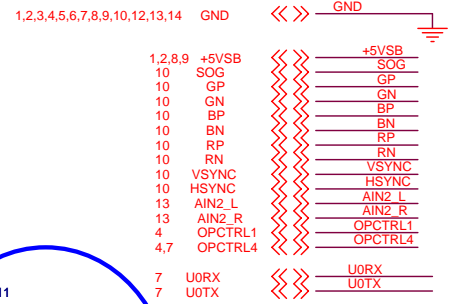 1,2,3,4,5,6,7,8,9,10,12,13,14 GND GND
1,2,8,9 +5VSB +5VSB
10 SOG SOG
10 GP GP
10 GN GN
10 BP BP
10 BN BN
10 RP RP
10 RN RN
10 VSYNC VSYNC
10 HSYNC HSYNC
13 AIN2_L AIN2_L
13 AIN2_R AIN2_R
4 OPCTRL1 OPCTRL1
4,7 OPCTRL4 OPCTRL4
7 U0RX U0RX
7 U0TX U0TX
11